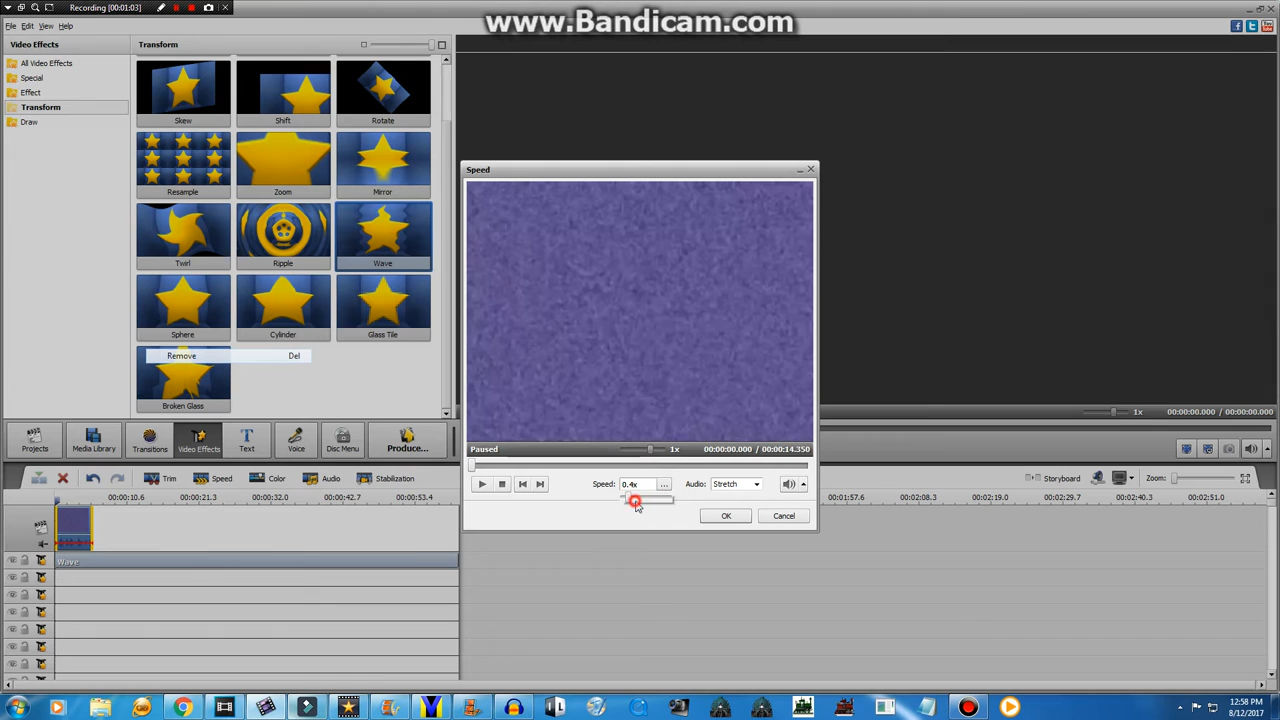 Recording [00:01:03]
www.Bandicam.com
File Edit View Help
Video Effects
Transform
All Video Effects
Special
Effect
Transform
Draw
Skew Shift Rotate
Resample Zoom Mirror
Twirl Ripple Wave
Sphere Cylinder Glass Tile
Remove Del
Broken Glass
Speed
Paused 1x 00:00:00.000 / 00:00:14.350
Speed: 0.4x ... Audio: Stretch
OK Cancel
1x 00:00:00.000 / 00:00:00.000
Projects Media Library Transitions Video Effects Text Voice Disc Menu Produce...
Trim Speed Color Audio Stabilization Storyboard Zoom:
00:00:10.6 00:00:21.3 00:00:32.0 00:00:42.7 00:00:53.4 00:01:57.6 00:02:08.3 00:02:19.0 00:02:29.7 00:02:40.4 00:02:51.0
Wave
12:58 PM
8/12/2017